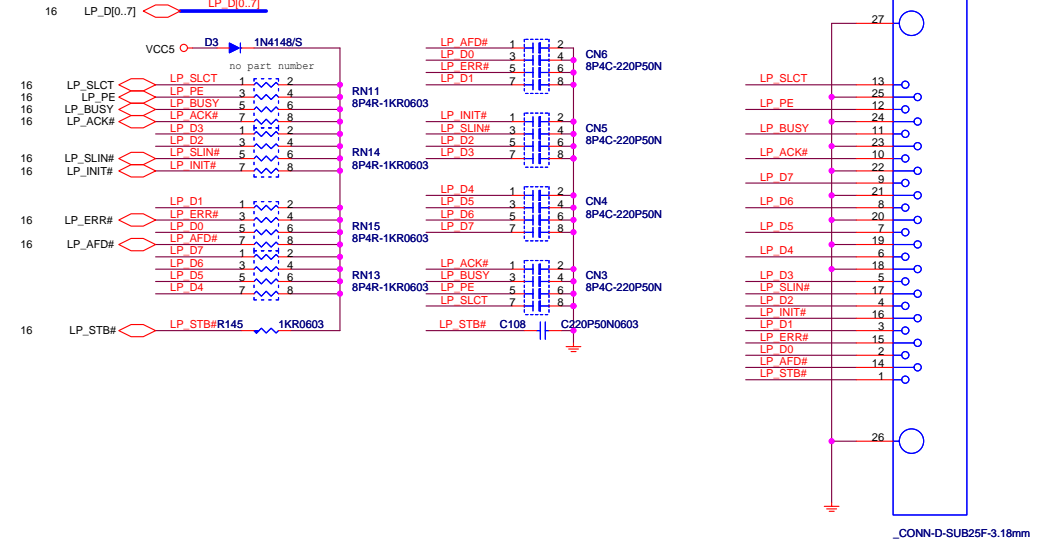 16 LP_D[0..7] LP_D[0..7]
VCC5 D3 1N4148/S
no part number
16 LP_SLCT LP_SLCT 1 2
16 LP_PE LP_PE 3 4
16 LP_BUSY LP_BUSY 5 6
16 LP_ACK# LP_ACK# 7 8
RN11
8P4R-1KR0603
LP_D3 1 2
LP_D2 3 4
16 LP_SLIN# LP_SLIN# 5 6
16 LP_INIT# LP_INIT# 7 8
RN14
8P4R-1KR0603
LP_D1 1 2
16 LP_ERR# LP_ERR# 3 4
LP_D0 5 6
16 LP_AFD# LP_AFD# 7 8
RN15
8P4R-1KR0603
LP_D7 1 2
LP_D6 3 4
LP_D5 5 6
LP_D4 7 8
RN13
8P4R-1KR0603
16 LP_STB# LP_STB# R145 1KR0603
LP_AFD# 1 2
LP_D0 3 4
LP_ERR# 5 6
LP_D1 7 8
CN6
8P4C-220P50N
LP_INIT# 1 2
LP_SLIN# 3 4
LP_D2 5 6
LP_D3 7 8
CN5
8P4C-220P50N
LP_D4 1 2
LP_D5 3 4
LP_D6 5 6
LP_D7 7 8
CN4
8P4C-220P50N
LP_ACK# 1 2
LP_BUSY 3 4
LP_PE 5 6
LP_SLCT 7 8
CN3
8P4C-220P50N
LP_STB# C108 C220P50N0603
27
LP_SLCT 13
25
LP_PE 12
24
LP_BUSY 11
23
LP_ACK# 10
22
LP_D7 9
21
LP_D6 8
20
LP_D5 7
19
LP_D4 6
18
LP_D3 5
LP_SLIN# 17
LP_D2 4
LP_INIT# 16
LP_D1 3
LP_ERR# 15
LP_D0 2
LP_AFD# 14
LP_STB# 1
26
_CONN-D-SUB25F-3.18mm